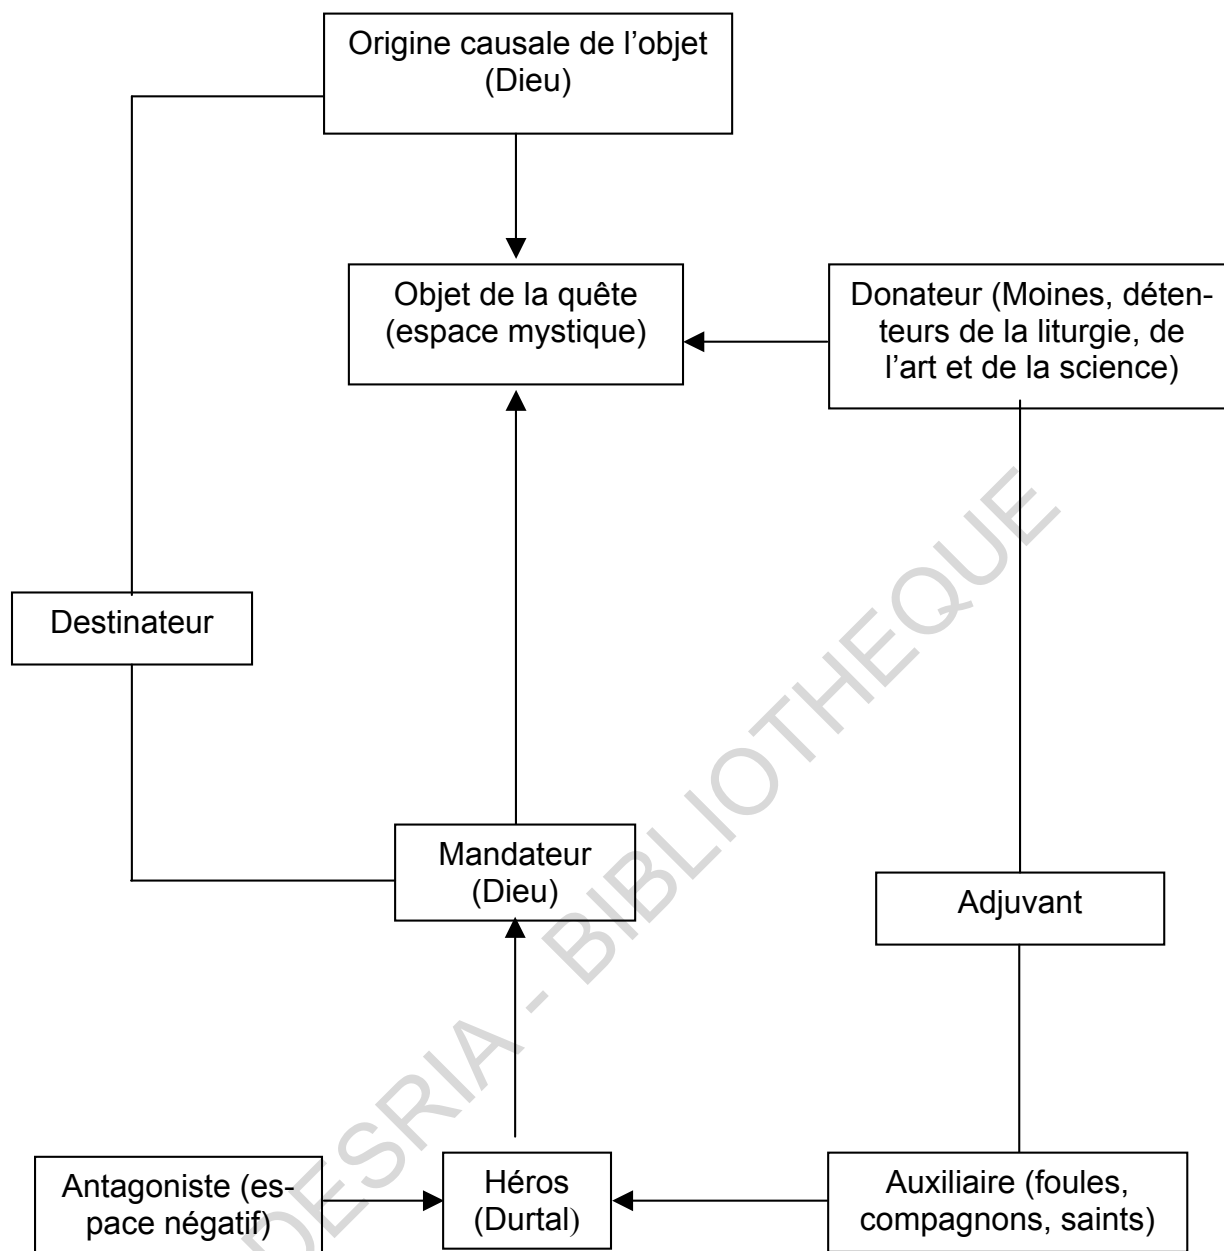 Origine causale de l’objet
(Dieu)
Objet de la quête
(espace mystique)
Donateur (Moines, déten-
teurs de la liturgie, de
l’art et de la science)
Destinateur
Mandateur
(Dieu)
Adjuvant
Antagoniste (es-
pace négatif)
Héros
(Durtal)
Auxiliaire (foules,
compagnons, saints)
DESRIA - BIBLIOTHEQUE